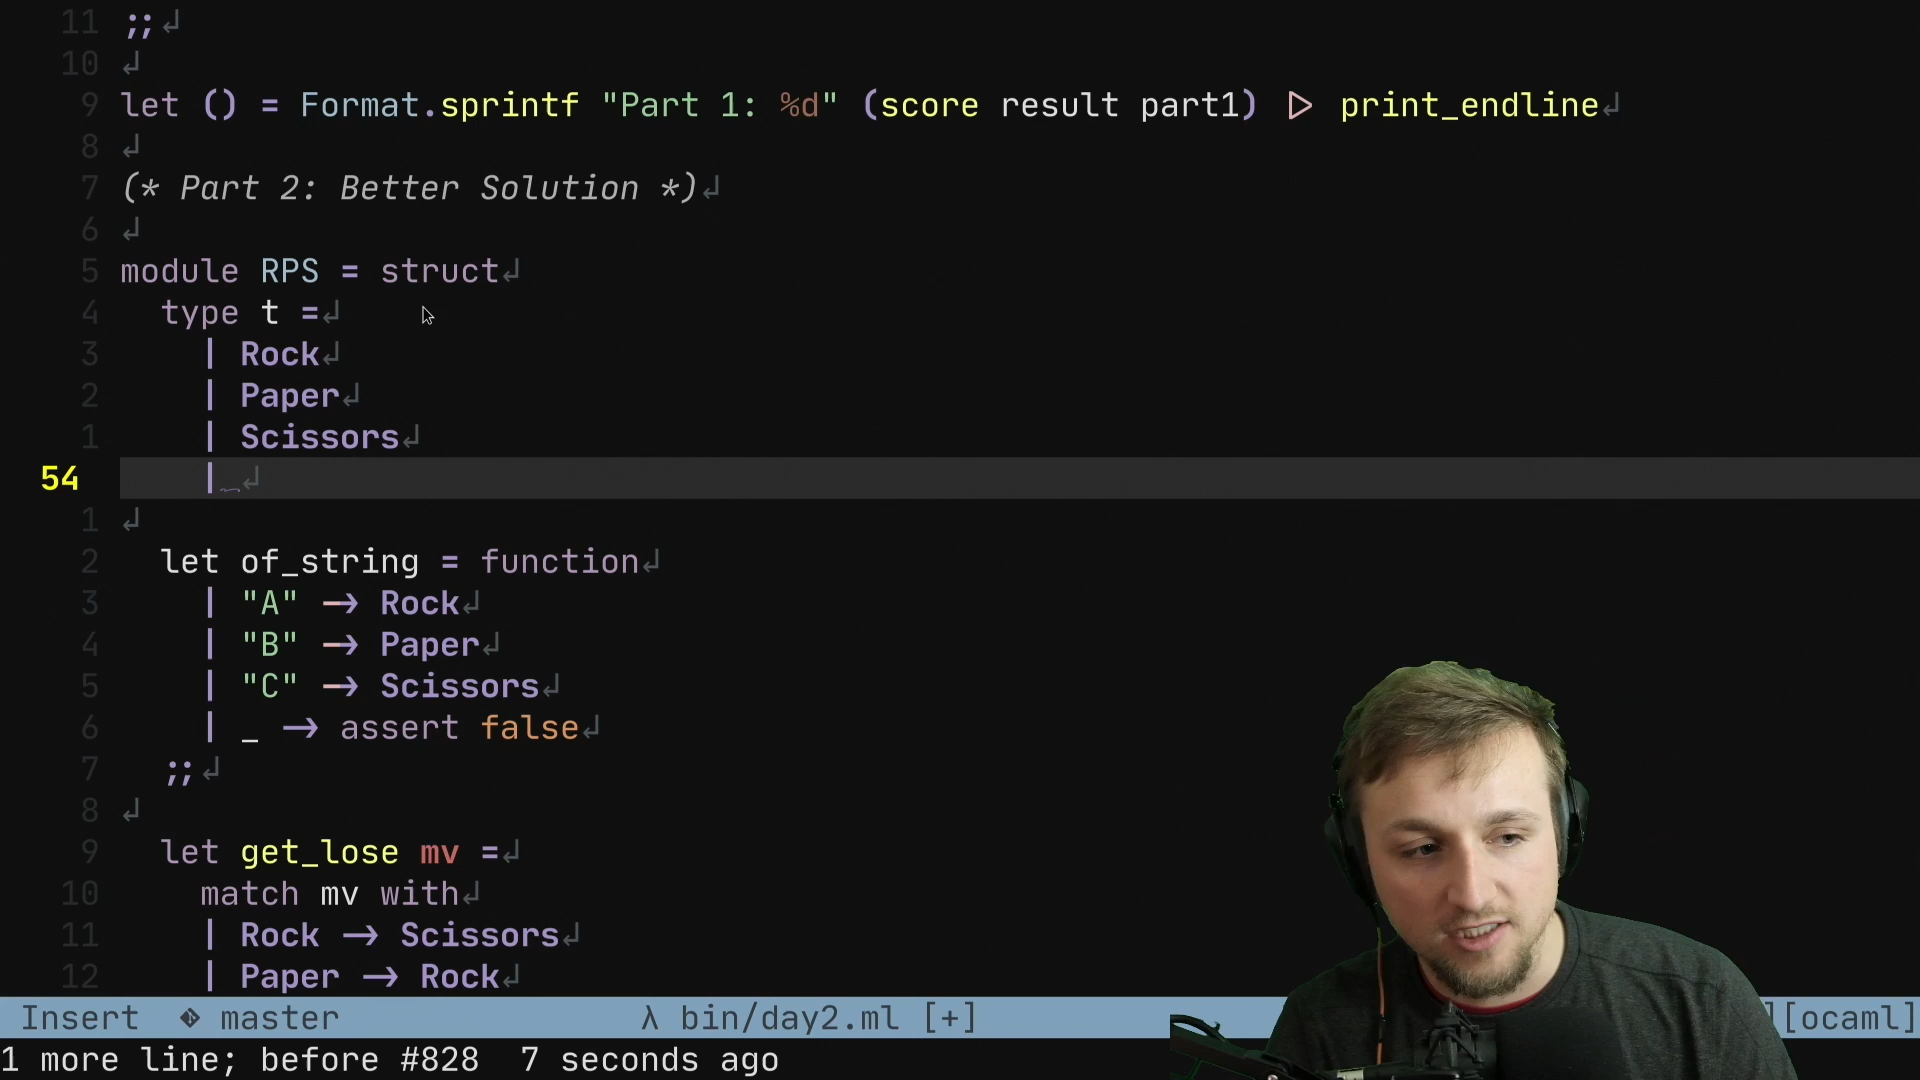 11 ;;↲
10 ↲
9 let () = Format.sprintf "Part 1: %d" (score result part1) ▷ print_endline↲
8 ↲
7 (* Part 2: Better Solution *)↲
6 ↲
5 module RPS = struct↲
4 type t =↲
3 | Rock↲
2 | Paper↲
1 | Scissors↲
54 |_↲
1 ↲
2 let of_string = function↲
3 | "A" → Rock↲
4 | "B" → Paper↲
5 | "C" → Scissors↲
6 | _ → assert false↲
7 ;;↲
8 ↲
9 let get_lose mv =↲
10 match mv with↲
11 | Rock → Scissors↲
12 | Paper → Rock↲
Insert master λ bin/day2.ml [+] [ocaml]
1 more line; before #828 7 seconds ago